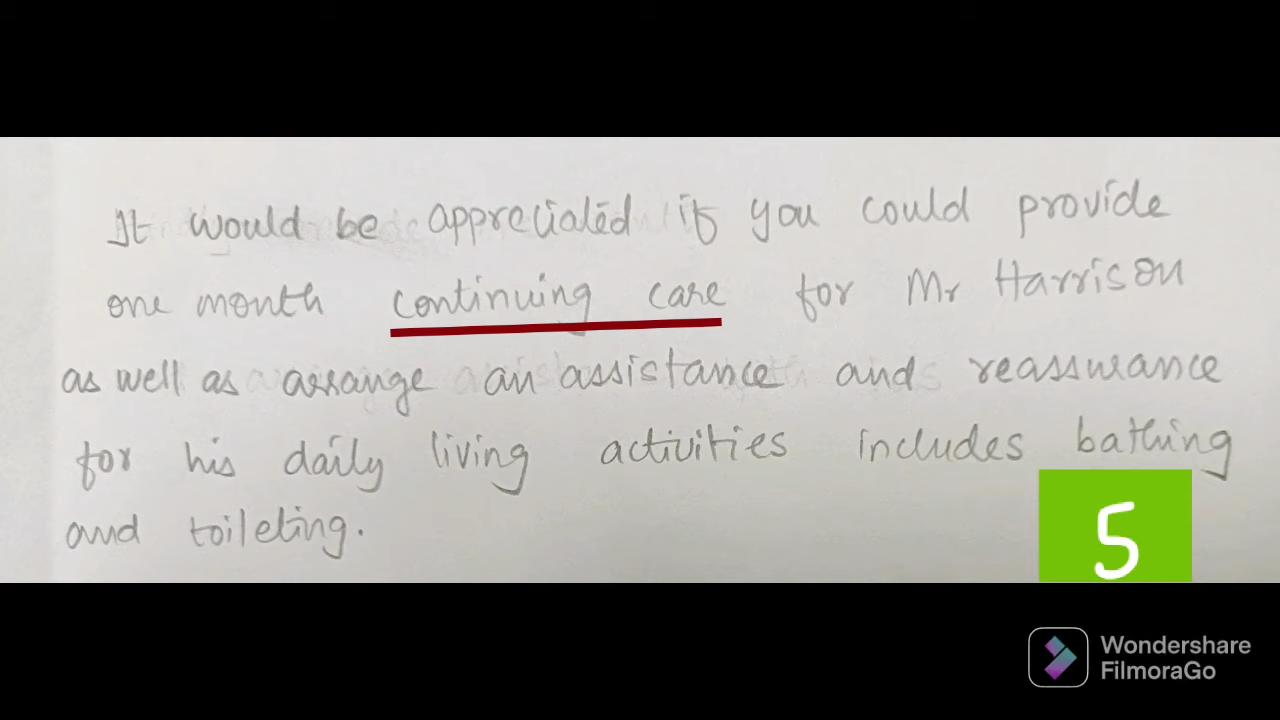 It would be appreciated if you could provide
one month continuing care for Mr Harrison
as well as arrange an assistance and reassurance
for his daily living activities includes bathing
and toileting.
5
Wondershare
FilmoraGo